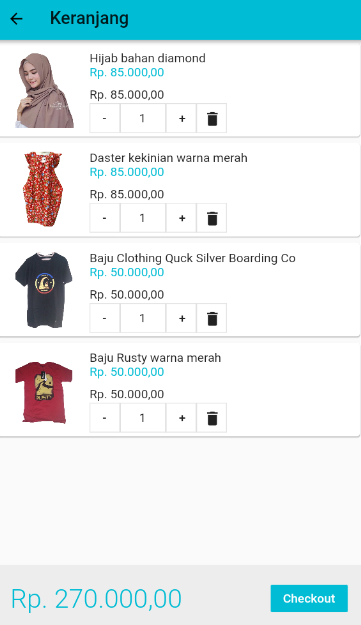 Keranjang
Hijab bahan diamond
Rp. 85.000,00
Rp. 85.000,00
- 1 +
Daster kekinian warna merah
Rp. 85.000,00
Rp. 85.000,00
- 1 +
Baju Clothing Quck Silver Boarding Co
Rp. 50.000,00
Rp. 50.000,00
- 1 +
Baju Rusty warna merah
Rp. 50.000,00
Rp. 50.000,00
- 1 +
Rp. 270.000,00
Checkout